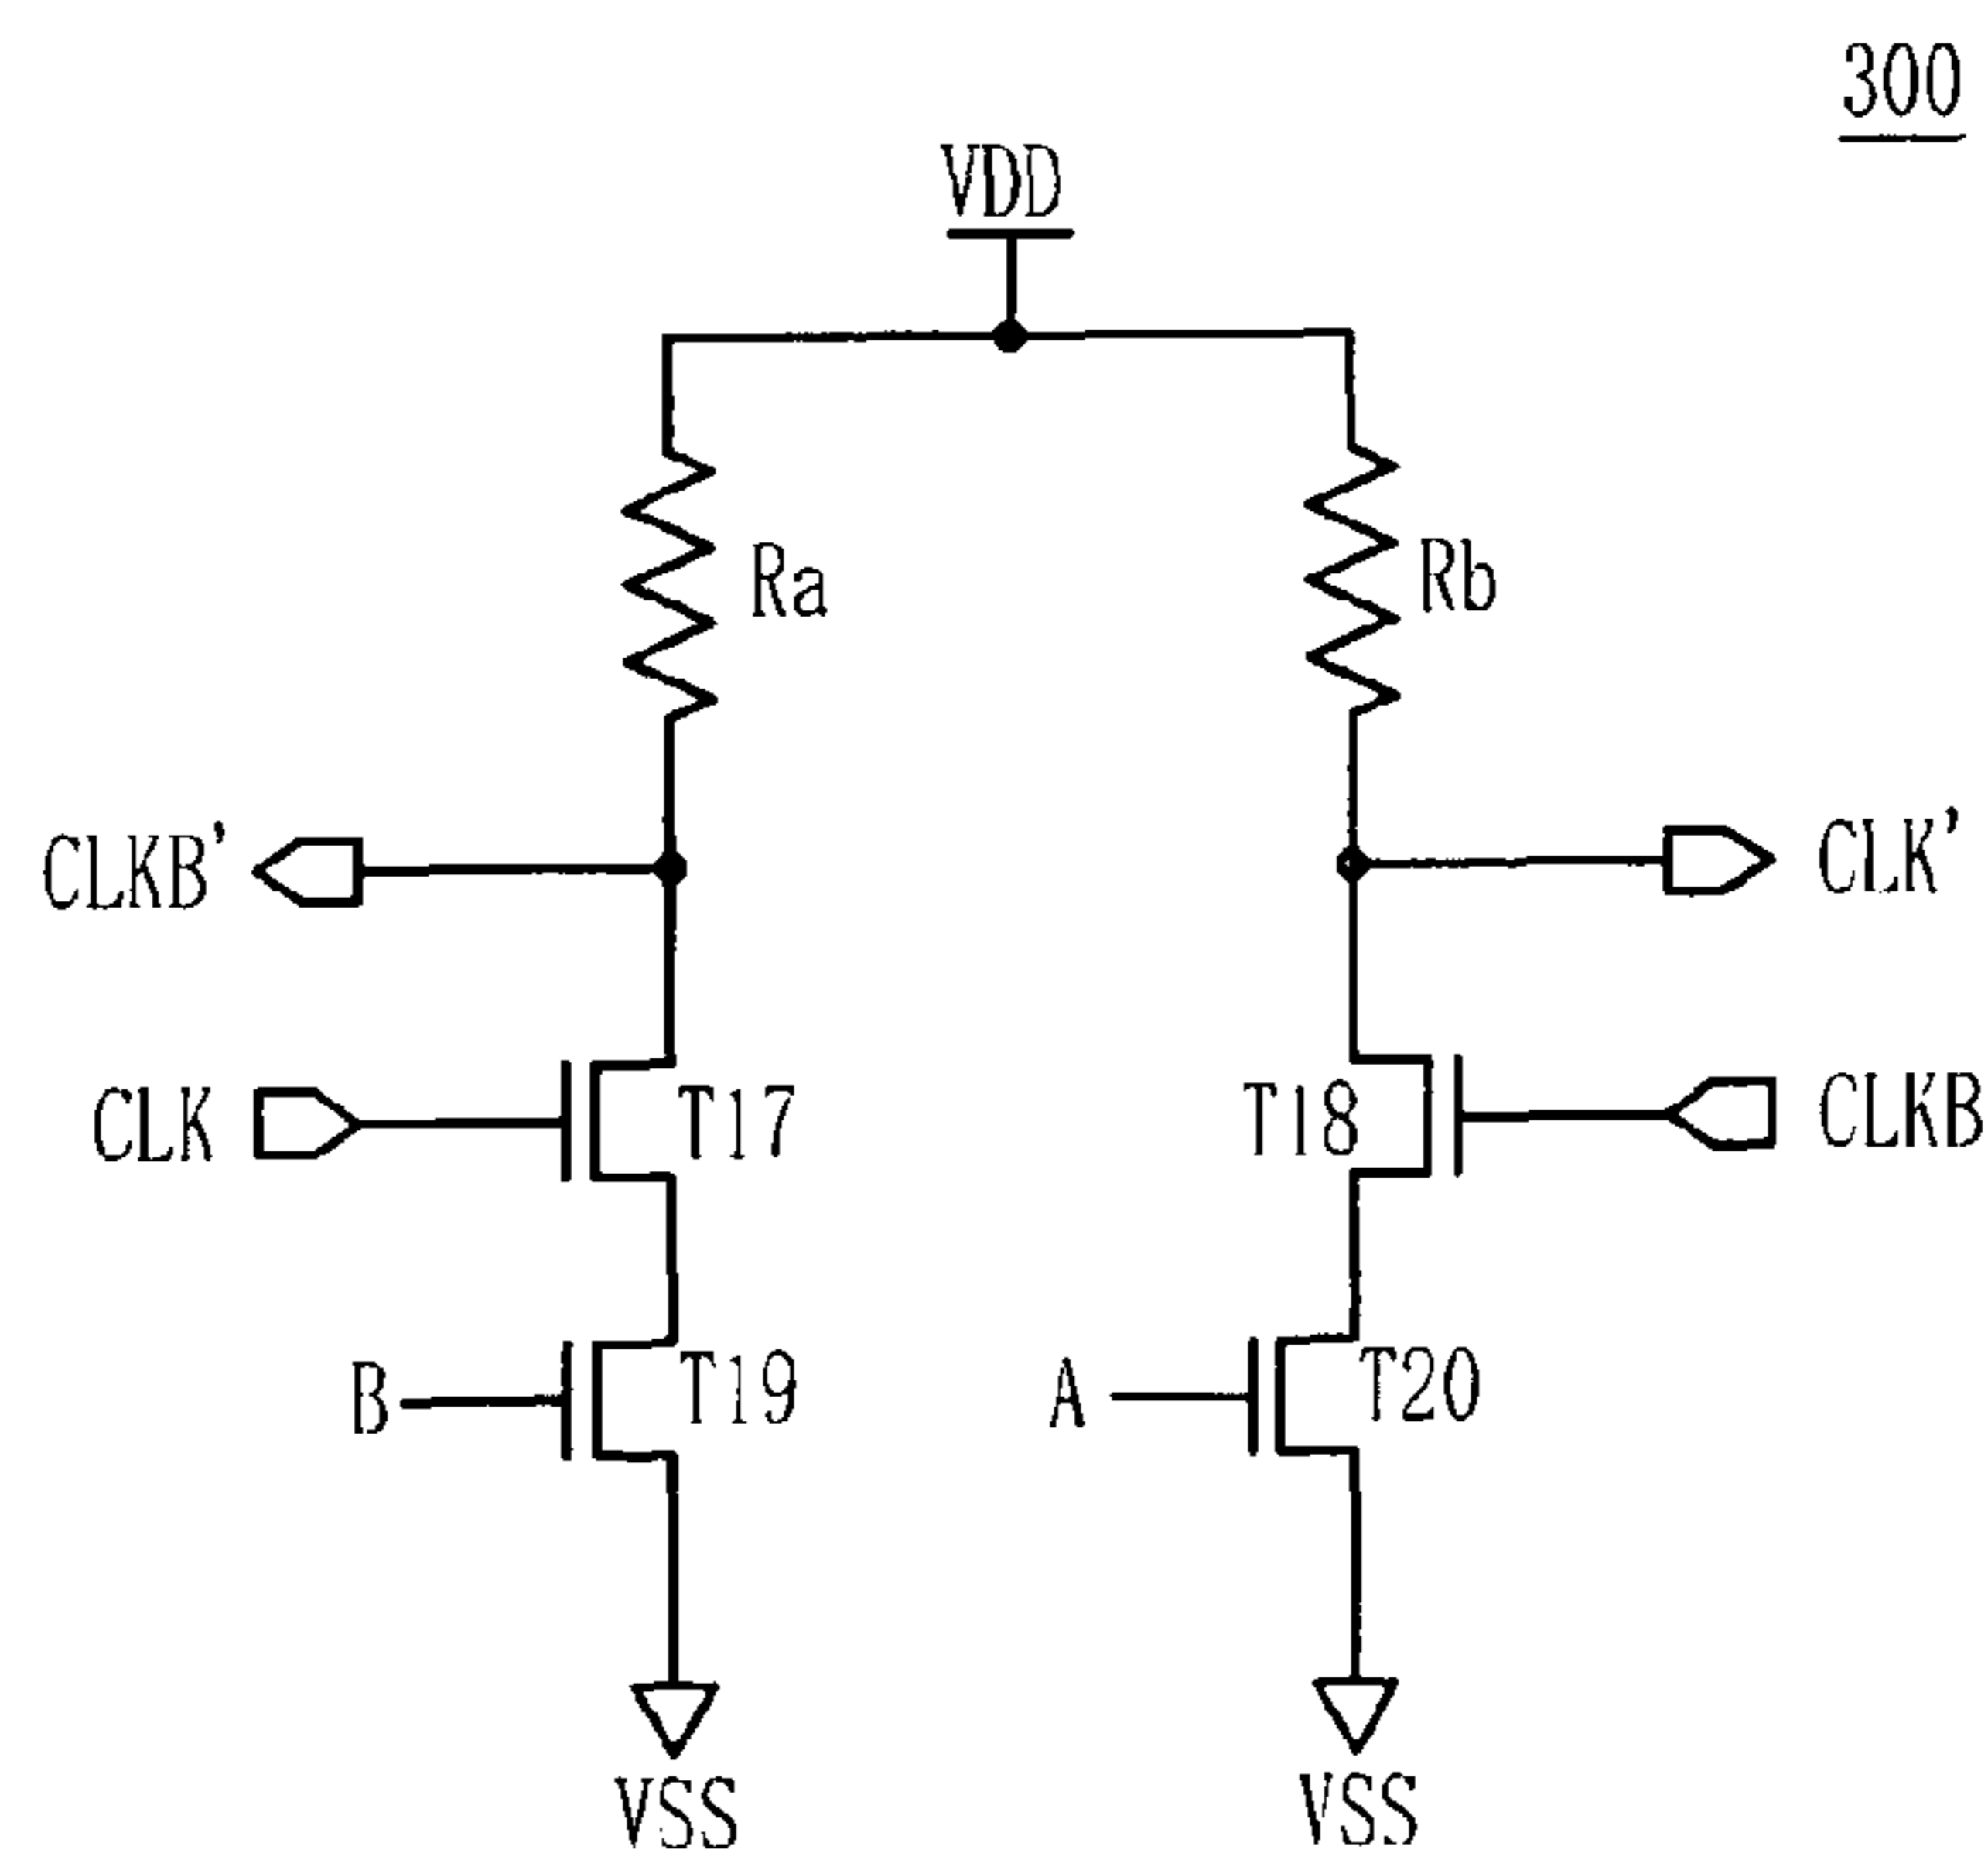 300
VDD
Ra
Rb
CLKB'
CLK'
CLK
T17
T18
CLKB
B
T19
A
T20
VSS
VSS